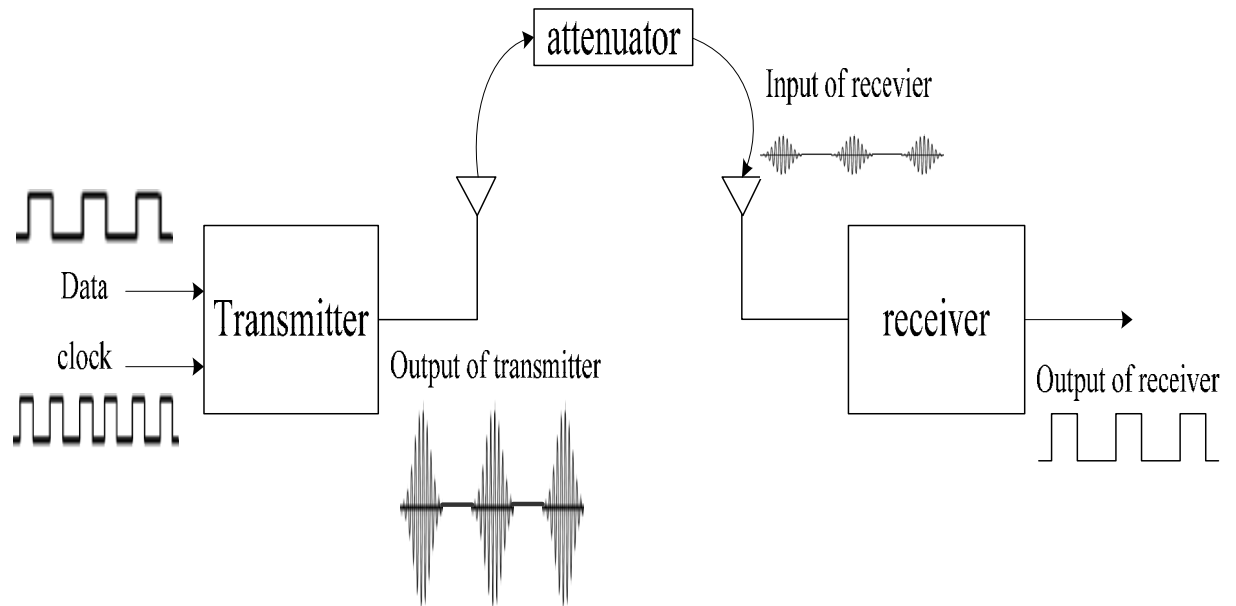 attenuator
Input of recevier
Data
Transmitter
clock
receiver
Output of transmitter
Output of receiver